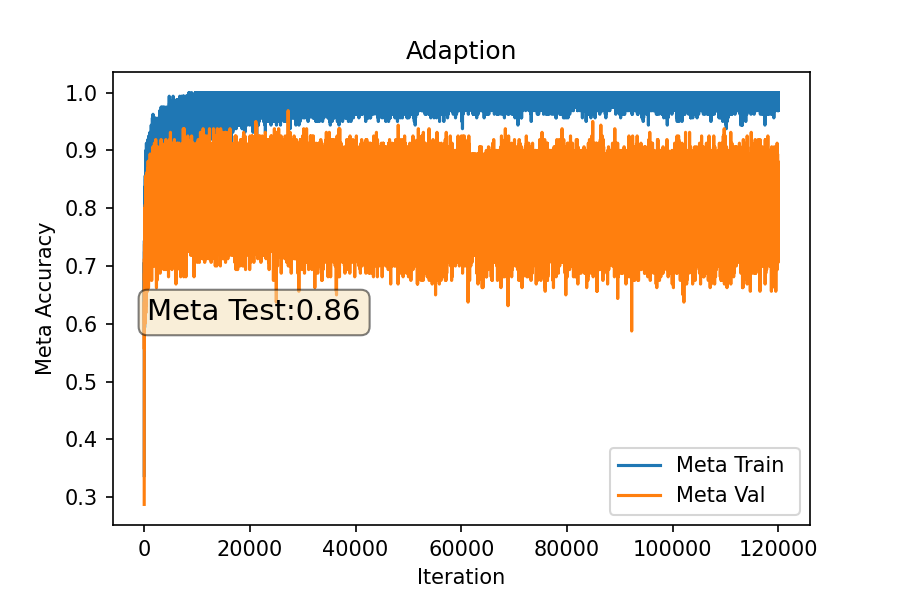 Adaption
Meta Accuracy
1.0
0.9
0.8
0.7
0.6
0.5
0.4
0.3
Meta Test:0.86
Meta Train
Meta Val
0 20000 40000 60000 80000 100000 120000
Iteration